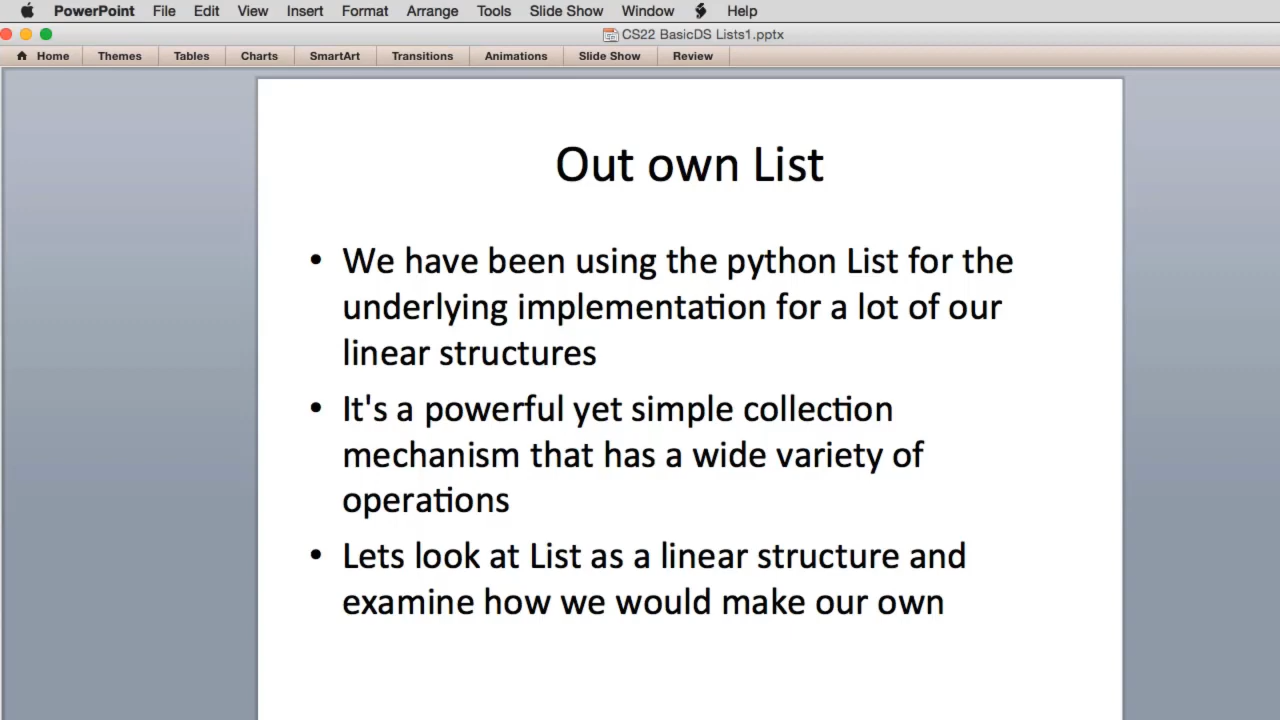 PowerPoint File Edit View Insert Format Arrange Tools Slide Show Window Help
CS22 BasicDS Lists1.pptx
Home Themes Tables Charts SmartArt Transitions Animations Slide Show Review
Out own List
• We have been using the python List for the
underlying implementation for a lot of our
linear structures
• It's a powerful yet simple collection
mechanism that has a wide variety of
operations
• Lets look at List as a linear structure and
examine how we would make our own